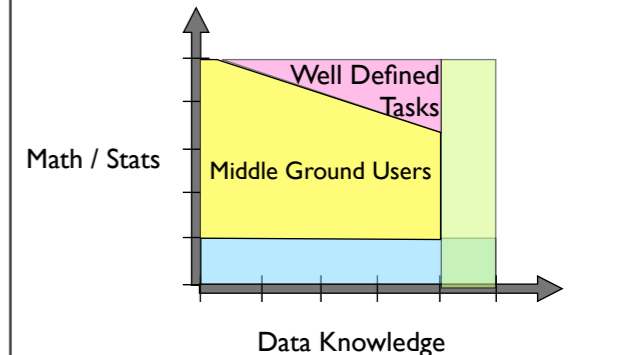 Well Defined
Tasks
Math / Stats
Middle Ground Users
Data Knowledge